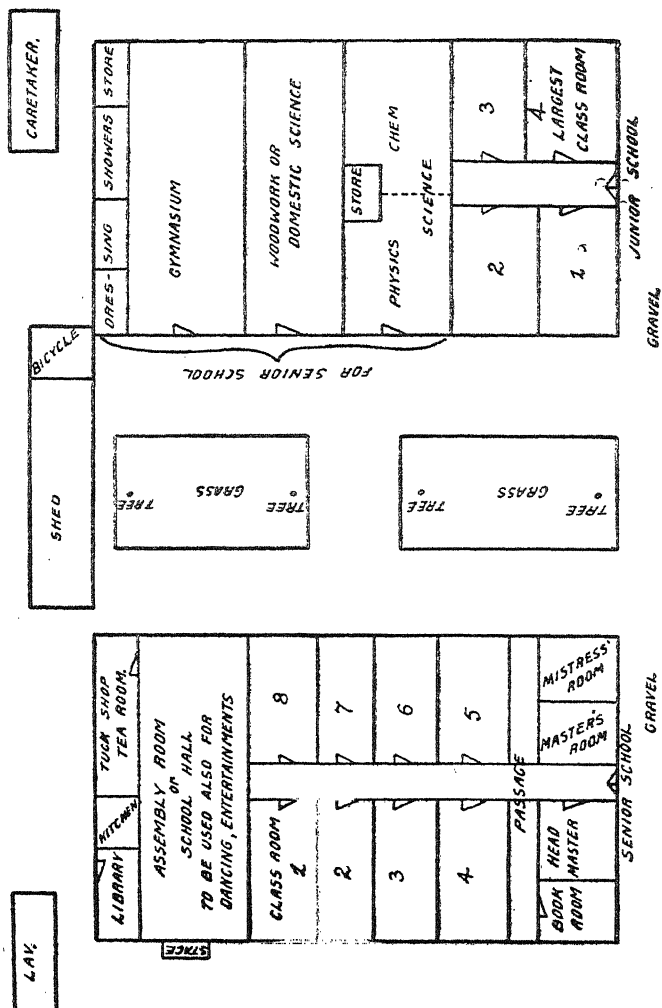 CARETAKER.
STORE
SHOWERS
DRES- SING
GYMNASIUM
WOODWORK OR
DOMESTIC SCIENCE
STORE
CHEM
PHYSICS
SCIENCE
3
4
LARGEST
CLASS ROOM
2
1
JUNIOR SCHOOL
GRAVEL
FOR SENIOR SCHOOL
BICYCLE
SHED
TREE
GRASS
TREE
TREE
GRASS
TREE
TUCK SHOP
TEA ROOM.
KITCHEN
LIBRARY
ASSEMBLY ROOM
OR
SCHOOL HALL
TO BE USED ALSO FOR
DANCING, ENTERTAINMENTS
STAGE
8
7
6
5
CLASS ROOM
1
2
3
4
PASSAGE
MISTRESS'
ROOM
MASTER'S
ROOM
HEAD
MASTER
BOOK
ROOM
SENIOR SCHOOL
GRAVEL
LAV.